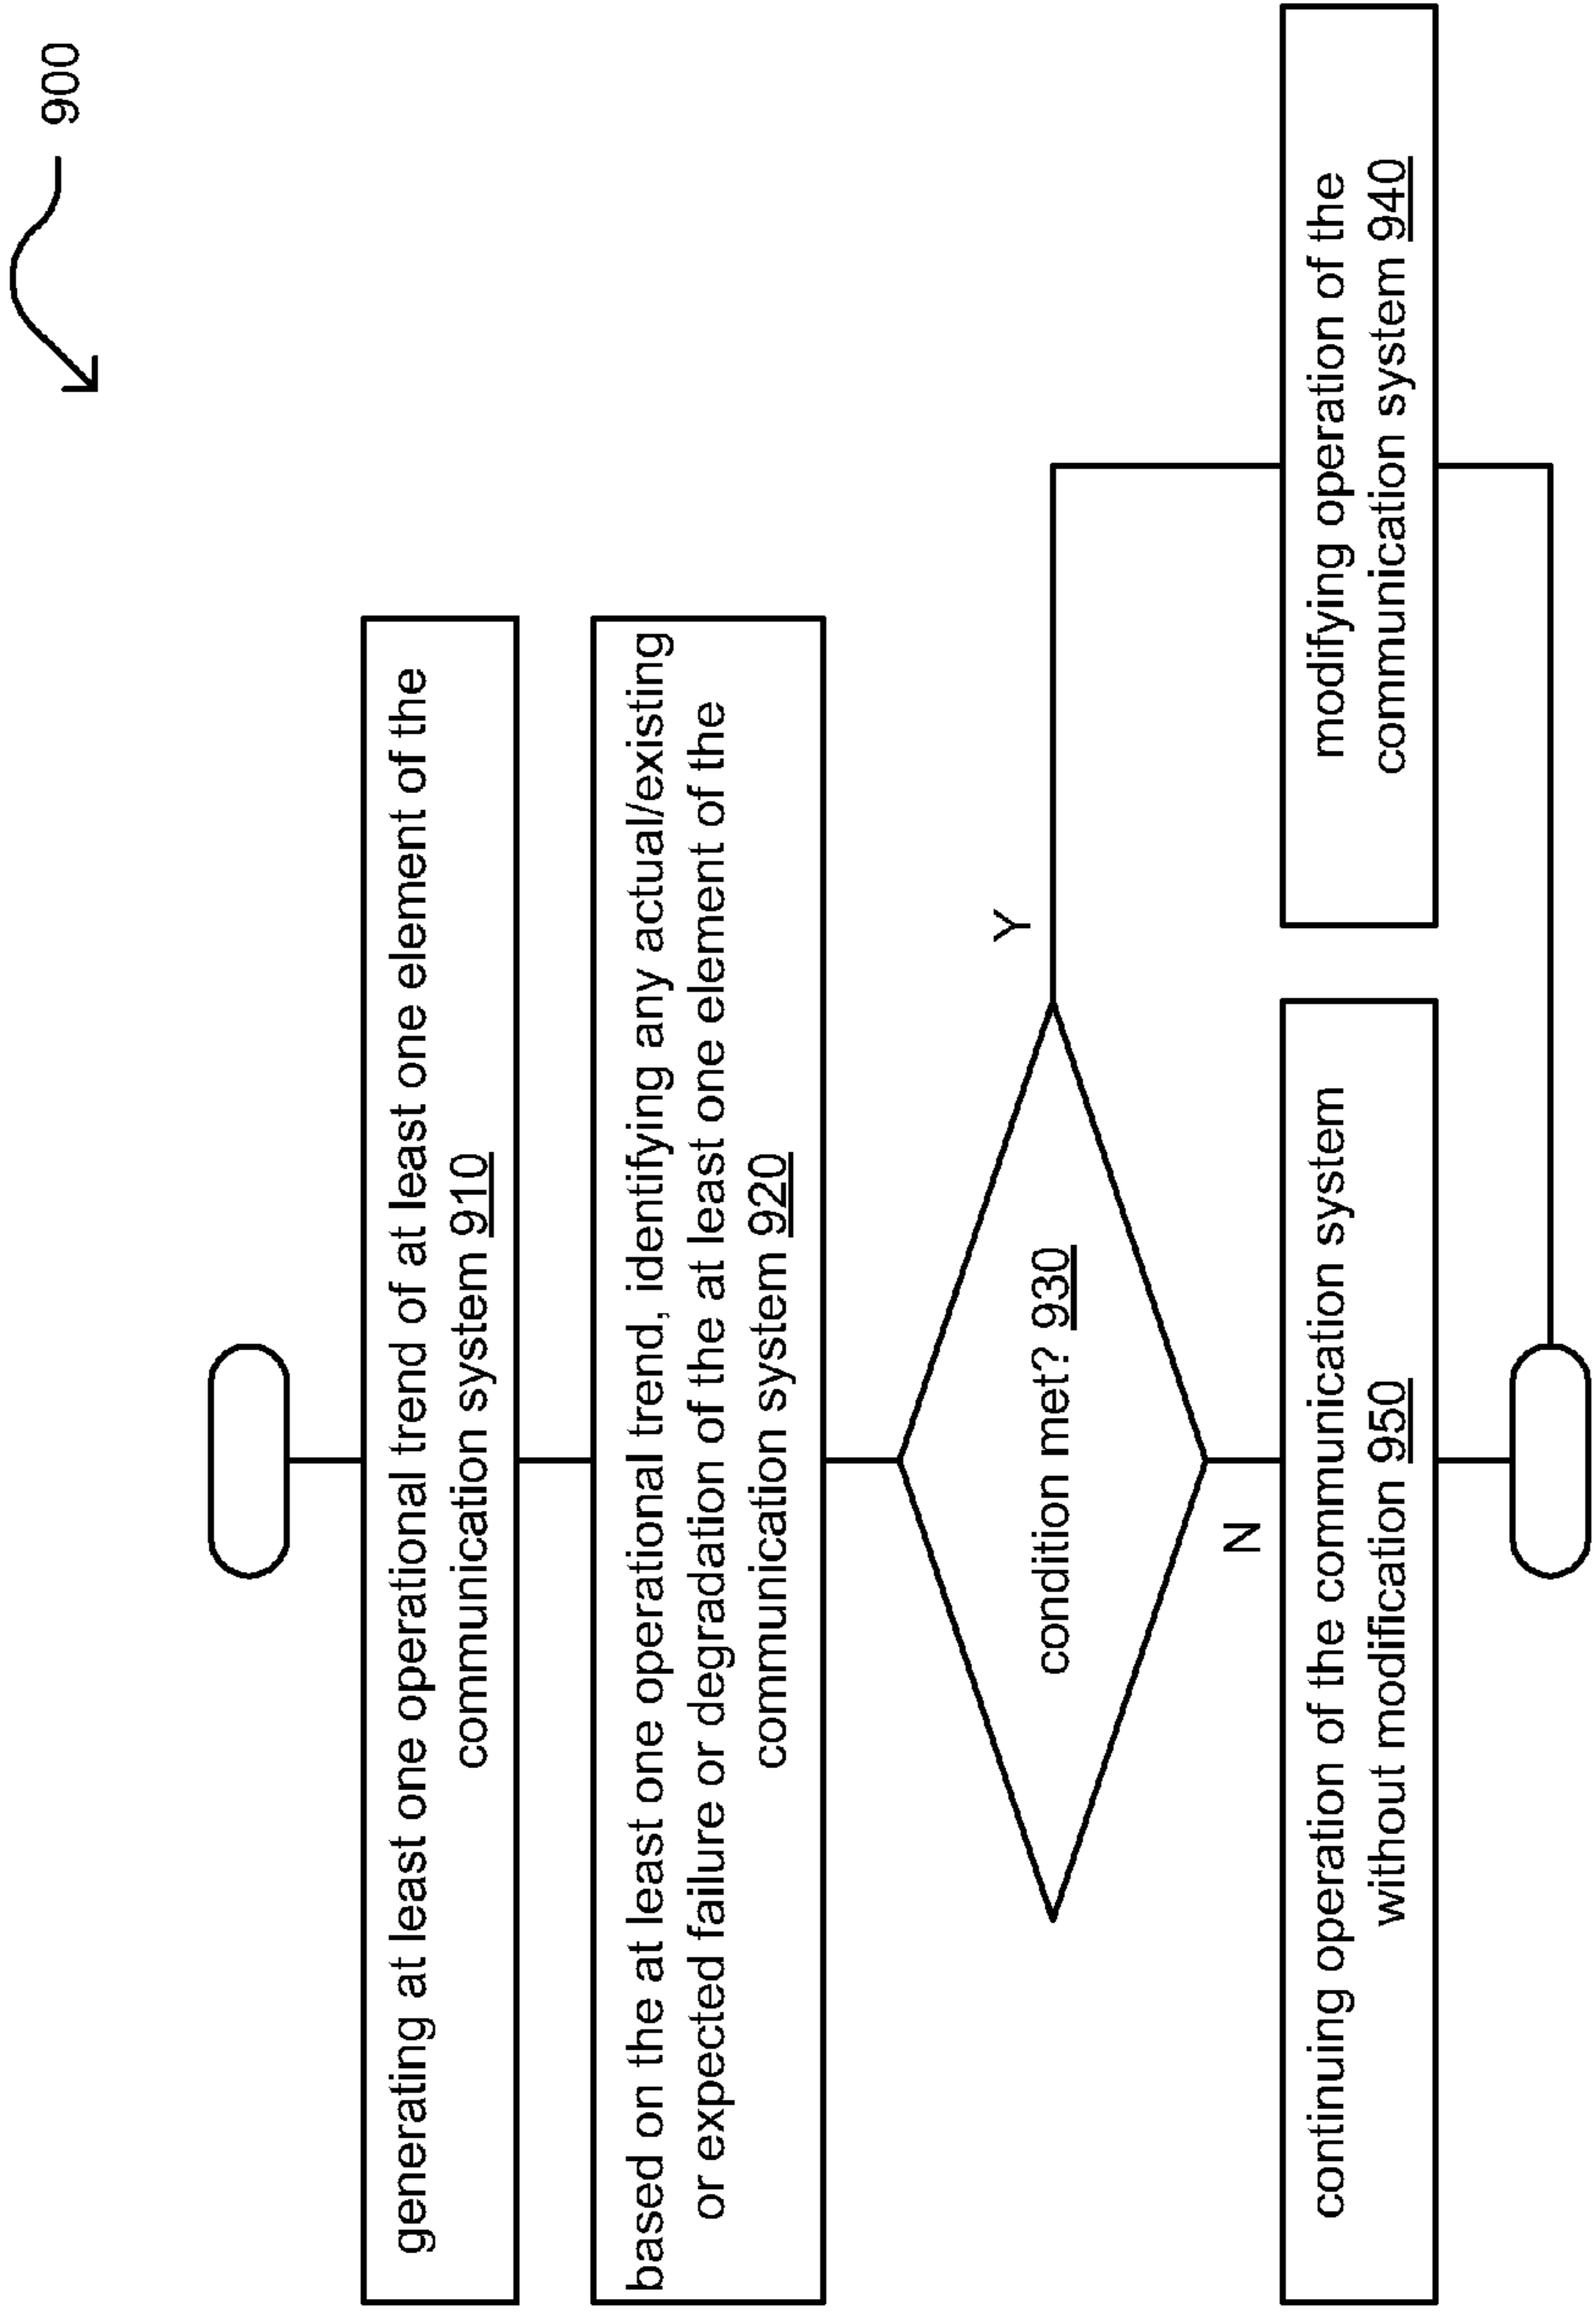 900
generating at least one operational trend of at least one element of the
communication system 910
based on the at least one operational trend, identifying any actual/existing
or expected failure or degradation of the at least one element of the
communication system 920
condition met? 930
Y
N
modifying operation of the
communication system 940
continuing operation of the communication system
without modification 950